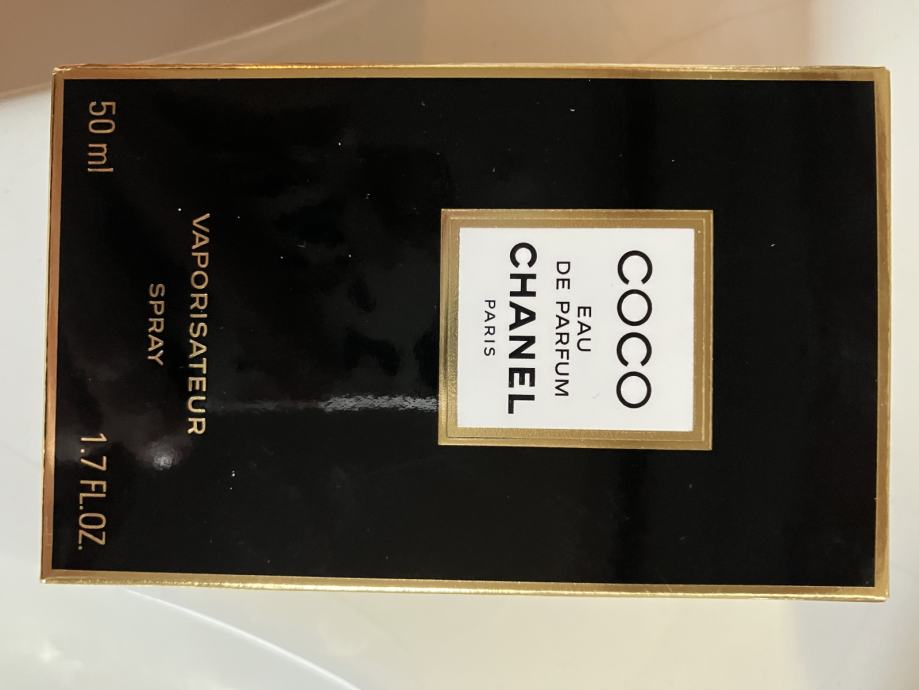 COCO
EAU
DE PARFUM
CHANEL
PARIS
VAPORISATEUR
SPRAY
50 ml 1.7 FL.OZ.